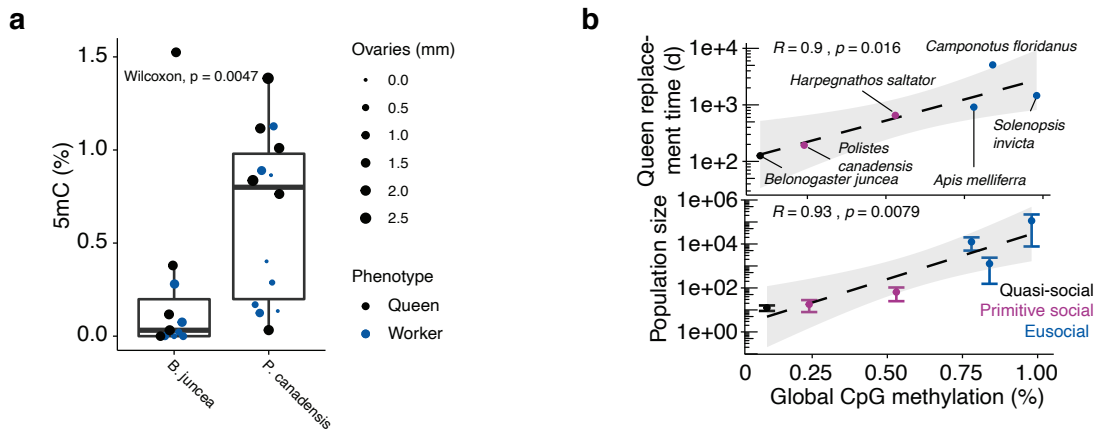 a
5mC (%)
1.5
1.0
0.5
0.0
Wilcoxon, p = 0.0047
B. juncea
P. canadensis
Ovaries (mm)
0.0
0.5
1.0
1.5
2.0
2.5
Phenotype
Queen
Worker
b
Queen replace-
ment time (d)
1e+4
1e+3
1e+2
R = 0.9 , p = 0.016
Camponotus floridanus
Harpegnathos saltator
Polistes
canadensis
Solenopsis
invicta
Belonogaster juncea
Apis melliferra
Population size
1e+06
1e+04
1e+02
1e+00
R = 0.93 , p = 0.0079
Quasi-social
Primitive social
Eusocial
0
0.25
0.50
0.75
1.00
Global CpG methylation (%)